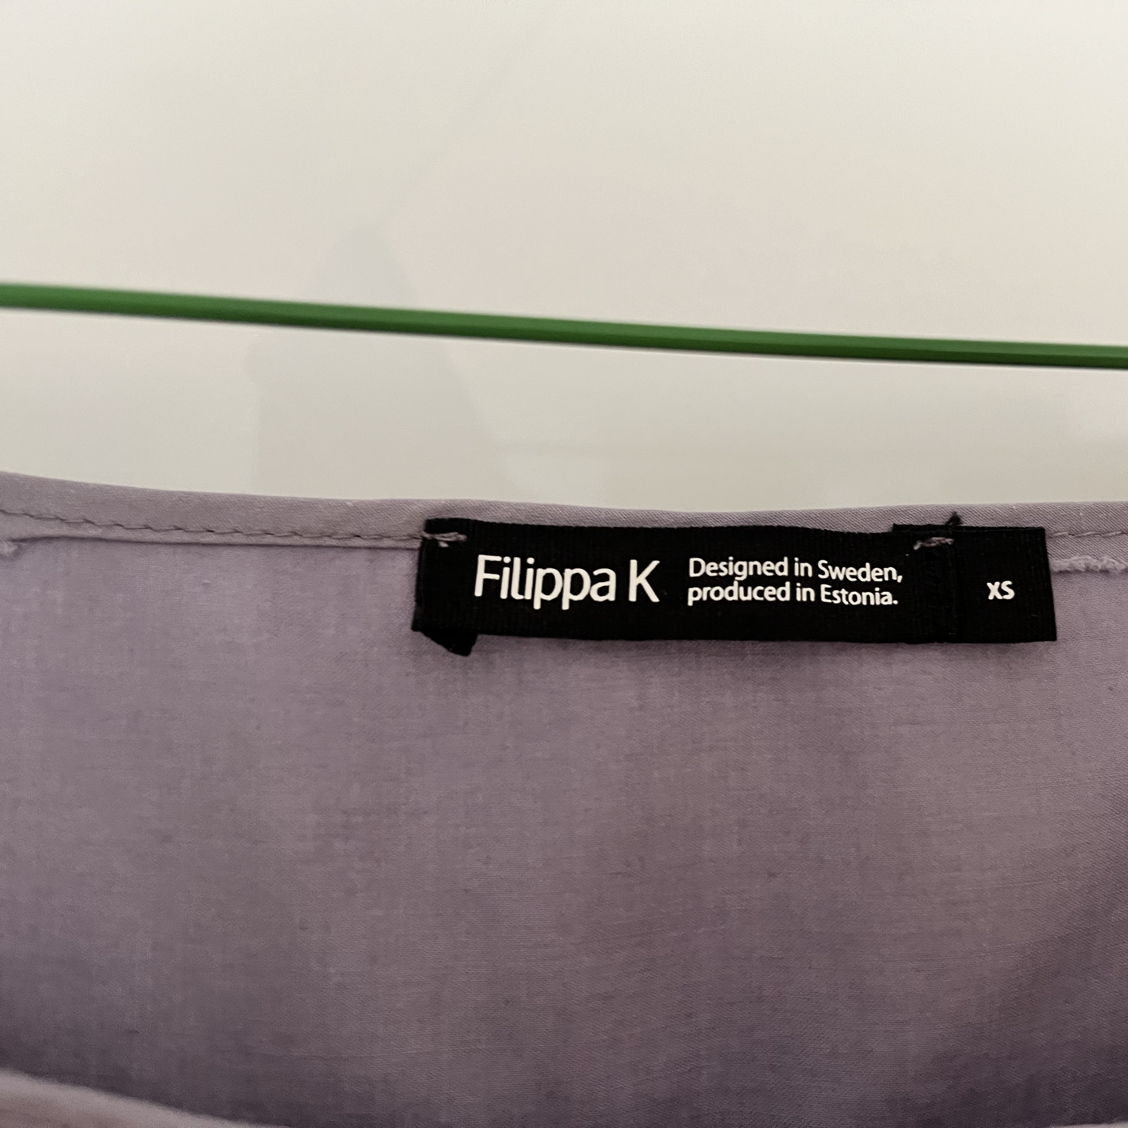 Filippa K
Designed in Sweden,
produced in Estonia.
XS